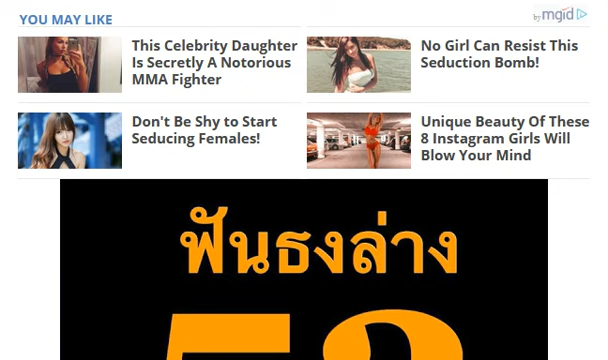 YOU MAY LIKE
by mgid
This Celebrity Daughter
Is Secretly A Notorious
MMA Fighter
No Girl Can Resist This
Seduction Bomb!
Don't Be Shy to Start
Seducing Females!
Unique Beauty Of These
8 Instagram Girls Will
Blow Your Mind
ฟันธงล่าง